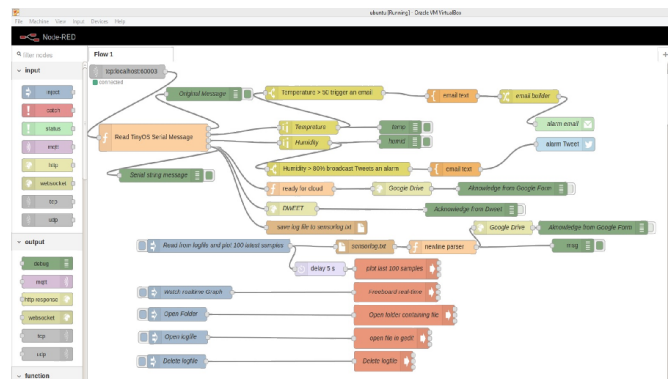 ubuntu [Running] - Oracle VM VirtualBox
File Machine View Input Devices Help
Node-RED
filter nodes
Flow 1
+
input
inject
catch
status
mqtt
http
websocket
tcp
udp
output
debug
mqtt
http response
websocket
tcp
udp
function
tcp:localhost:60003
connected
Original Message
Temperature > 50 trigger an email
email text
email builder
alarm email
Read TinyOS Serial Message
Temperature
temp
Humidity
humid
alarm Tweet
Serial string message
Humidity > 80% broadcast Tweets an alarm
email text
ready for cloud
Google Drive
Aknowledge from Google Form
DWEET
Acknowledge from Dweet
save log file to sensorlog.txt
Google Drive
Aknowledge from Google Form
Read from logfile and plot 100 latest samples
sensorlog.txt
newline parser
msg
delay 5 s
plot last 100 samples
Watch realtime Graph
Freeboard real-time
Open Folder
Open folder containing file
Open logfile
open file in gedit
Delete logfile
Delete logfile